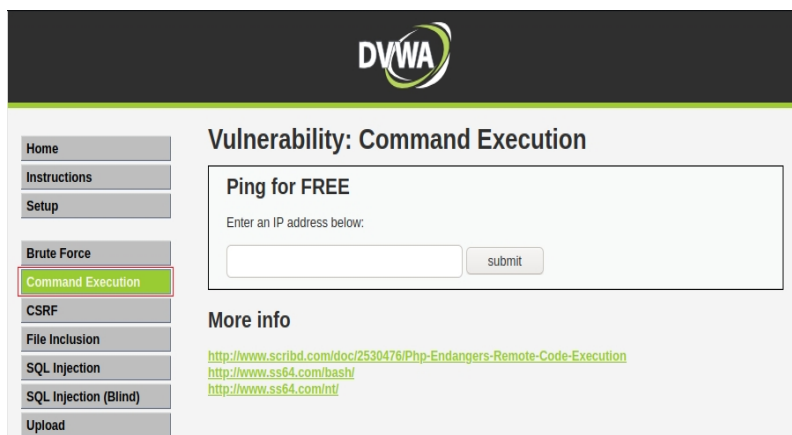 DVWA
Home
Instructions
Setup
Brute Force
Command Execution
CSRF
File Inclusion
SQL Injection
SQL Injection (Blind)
Upload
Vulnerability: Command Execution
Ping for FREE
Enter an IP address below:
submit
More info
http://www.scribd.com/doc/2530476/Php-Endangers-Remote-Code-Execution
http://www.ss64.com/bash/
http://www.ss64.com/nt/